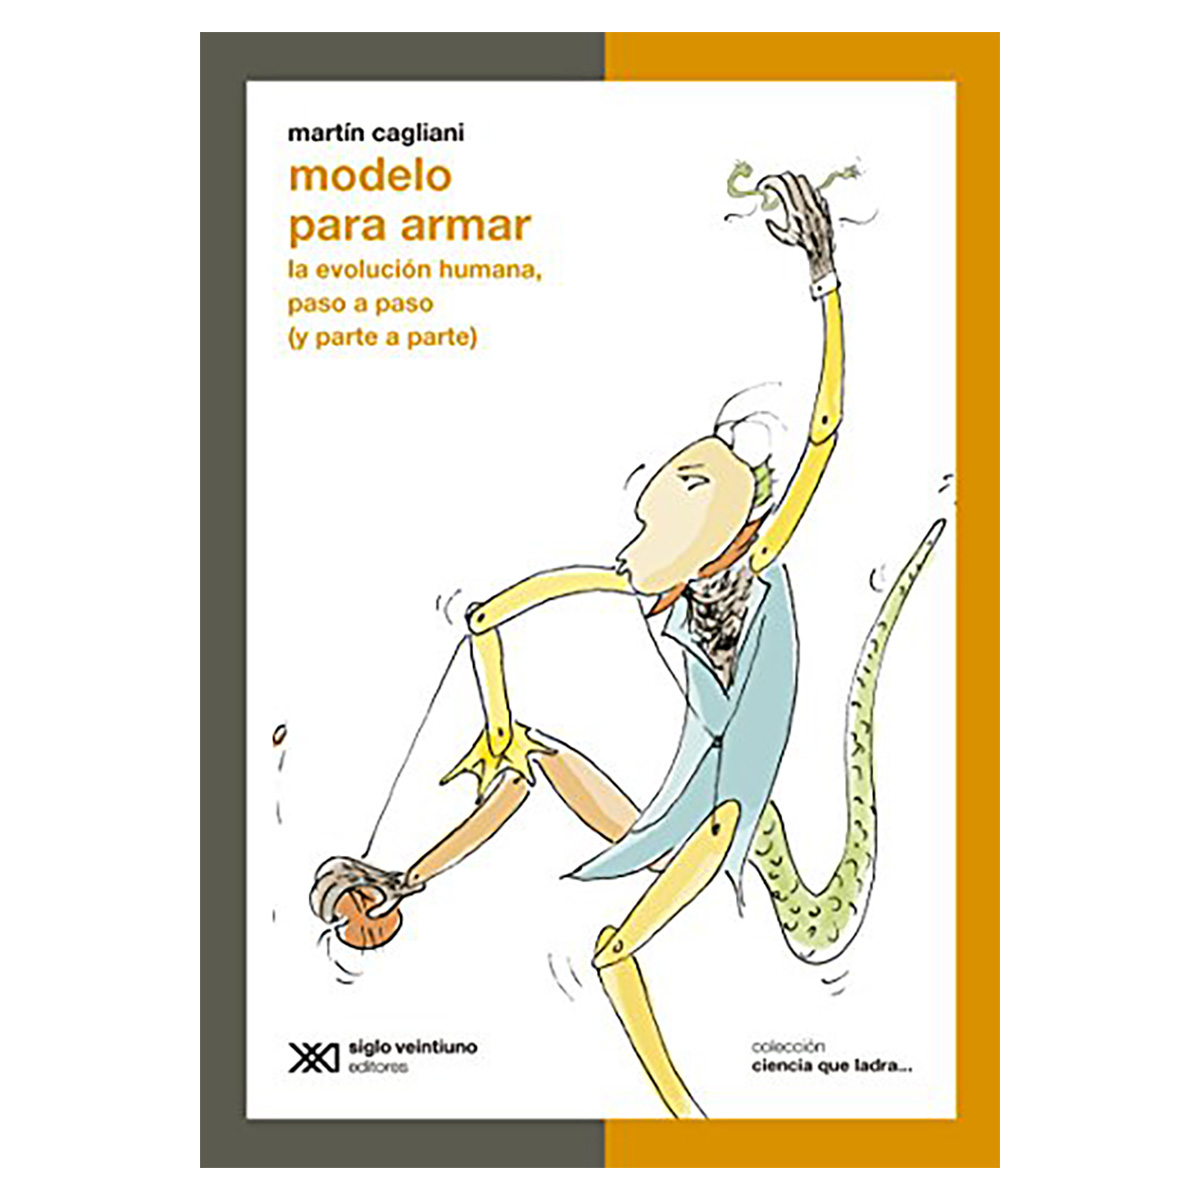 martín cagliani
modelo
para armar
la evolución humana,
paso a paso
(y parte a parte)
siglo veintiuno
editores
colección
ciencia que ladra...